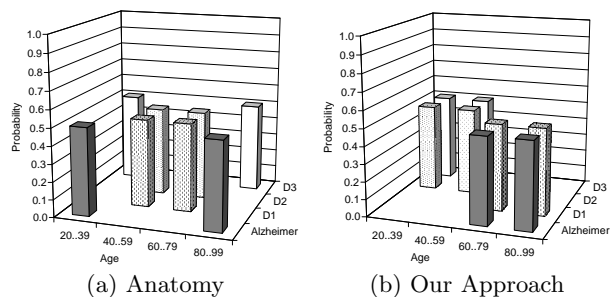 1.0
0.9
0.8
0.7
0.6
0.5
0.4
0.3
0.2
0.1
0.0
Probability
20..39
40..59
60..79
80..99
Age
Alzheimer
D1
D2
D3
(a) Anatomy
1.0
0.9
0.8
0.7
0.6
0.5
0.4
0.3
0.2
0.1
0.0
Probability
20..39
40..59
60..79
80..99
Age
Alzheimer
D1
D2
D3
(b) Our Approach